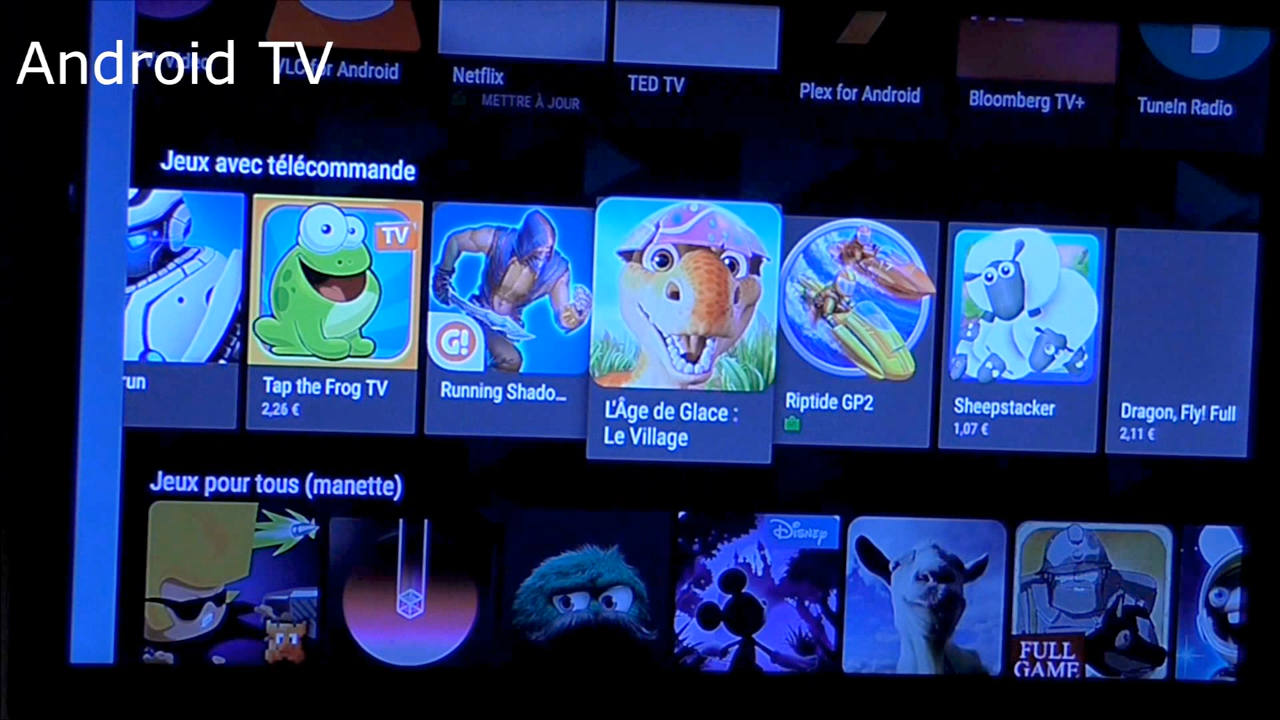 Android TV
VLC for Android
Netflix
METTRE À JOUR
TED TV
Plex for Android
Bloomberg TV+
TuneIn Radio
Jeux avec télécommande
run
TV
Tap the Frog TV
2,26 €
G!
Running Shado...
L'Âge de Glace :
Le Village
Riptide GP2
Sheepstacker
1,07 €
Dragon, Fly! Full
2,11 €
Jeux pour tous (manette)
Disney
FULL
GAME